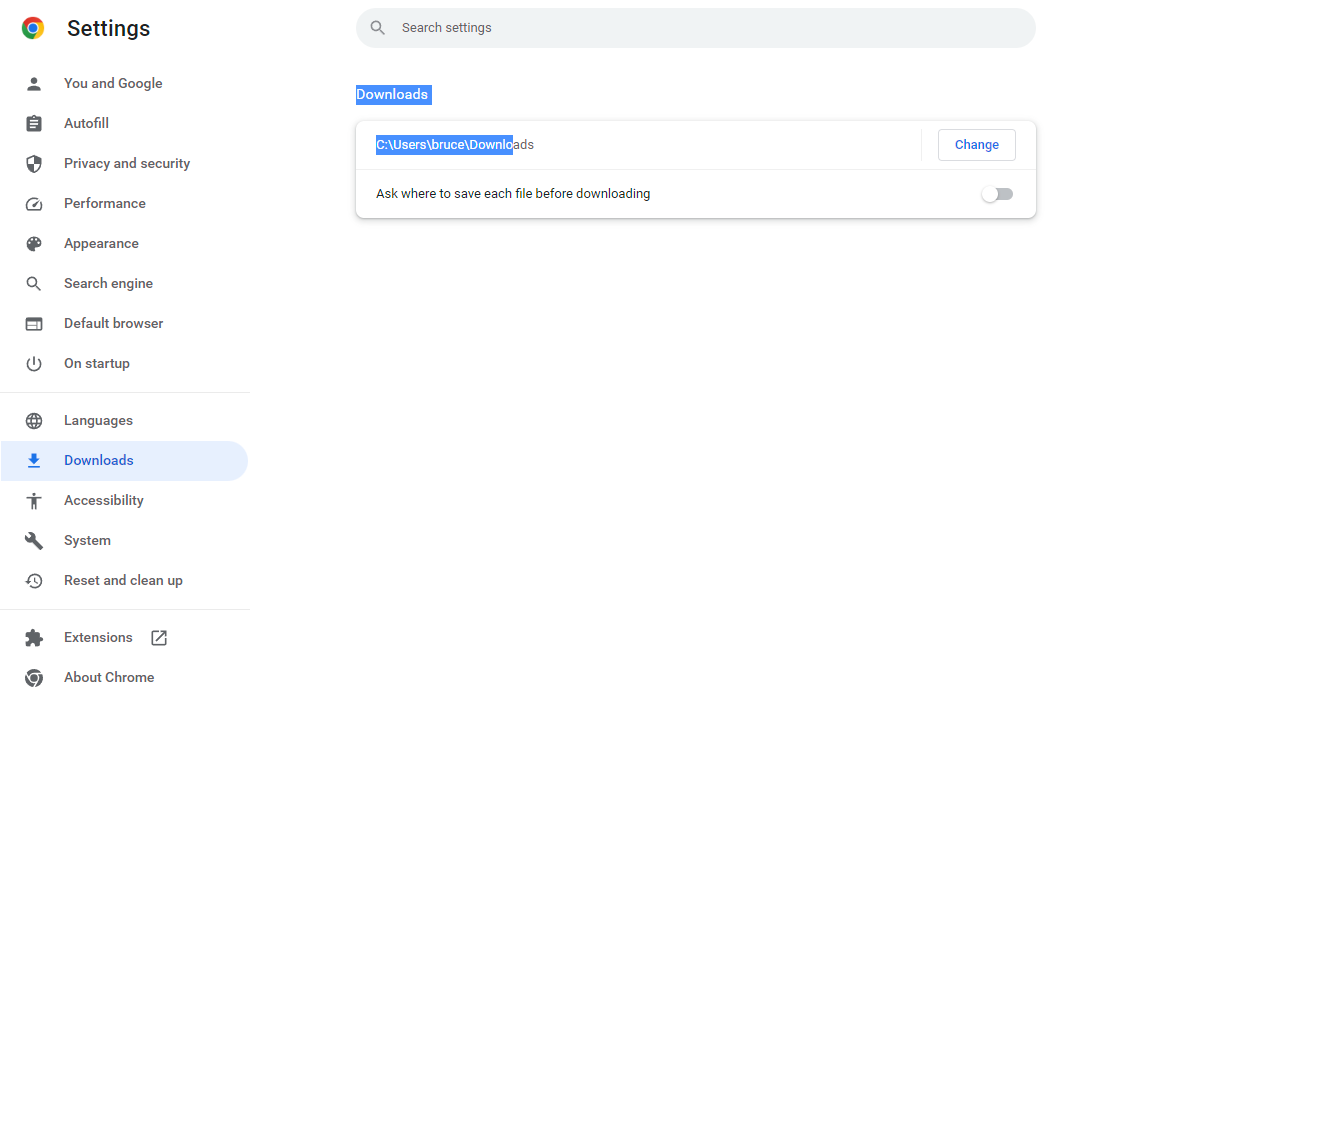 Settings
Search settings
You and Google
Autofill
Privacy and security
Performance
Appearance
Search engine
Default browser
On startup
Languages
Downloads
Accessibility
System
Reset and clean up
Extensions
About Chrome
Downloads
C:\Users\bruce\Downloads
Change
Ask where to save each file before downloading